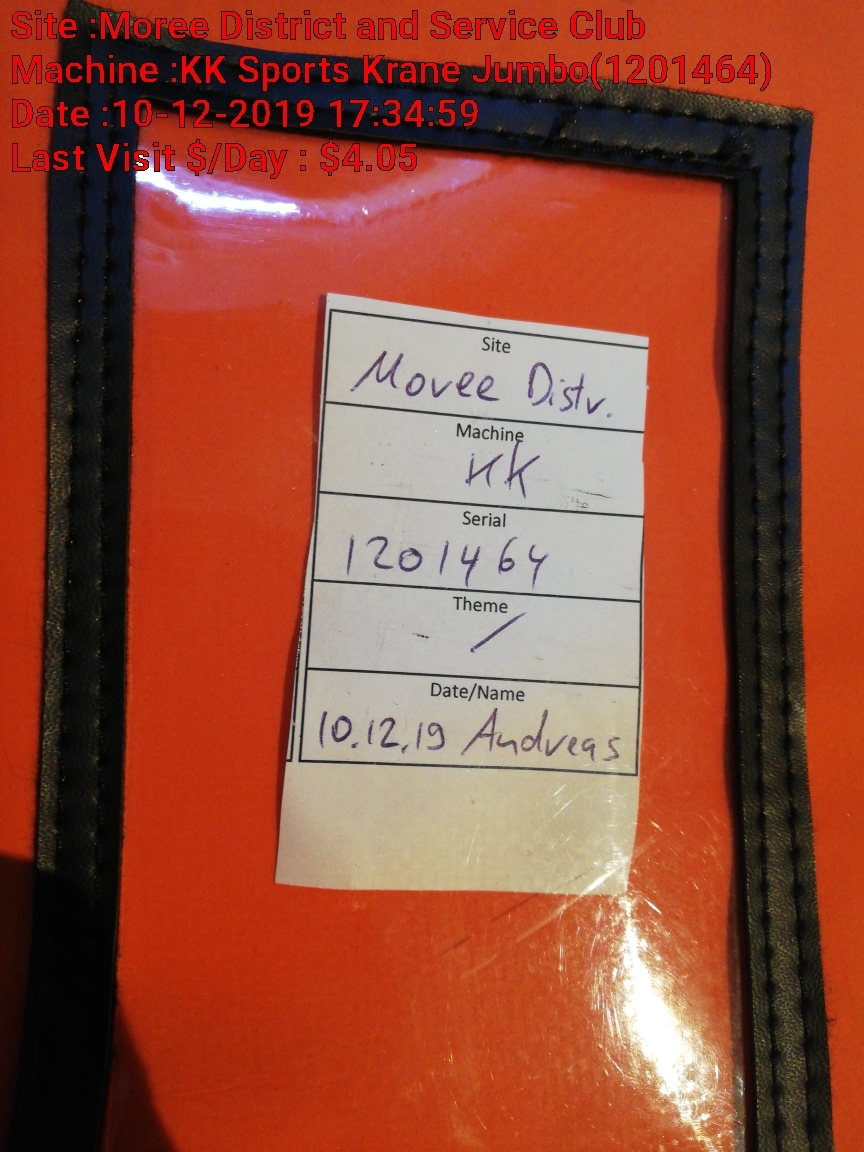 Site :Moree District and Service Club
Machine :KK Sports Krane Jumbo(1201464)
Date :10-12-2019 17:34:59
Last Visit $/Day : $4.05
Site
Moree Distr.
Machine
KK
Serial
1201464
Theme
- /
Date/Name
10.12.19 Andreas